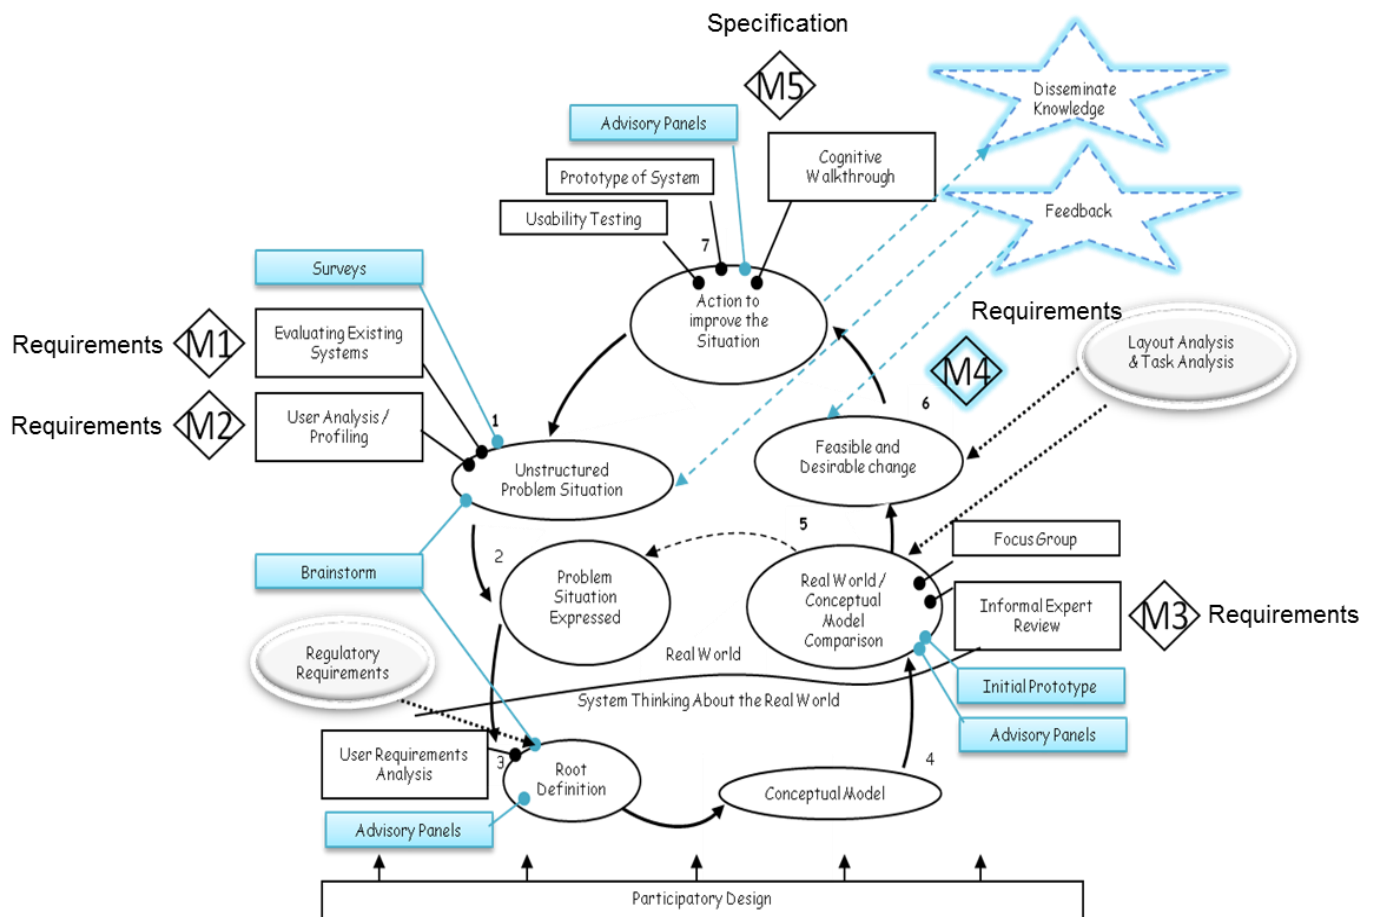 Specification
M5
Disseminate
Knowledge
Advisory Panels
Cognitive
Walkthrough
Prototype of System
Usability Testing
Feedback
7
Surveys
Action to
improve the
Situation
Requirements
Requirements
M1
Evaluating Existing
Systems
Layout Analysis
& Task Analysis
M4
Requirements
M2
User Analysis /
Profiling
1
6
Unstructured
Problem Situation
Feasible and
Desirable change
5
2
Focus Group
Brainstorm
Problem
Situation
Expressed
Real World /
Conceptual
Model
Comparison
Informal Expert
Review
M3
Requirements
Regulatory
Requirements
Real World
System Thinking About the Real World
Initial Prototype
Advisory Panels
User Requirements
Analysis
3
Root
Definition
4
Conceptual Model
Advisory Panels
Participatory Design